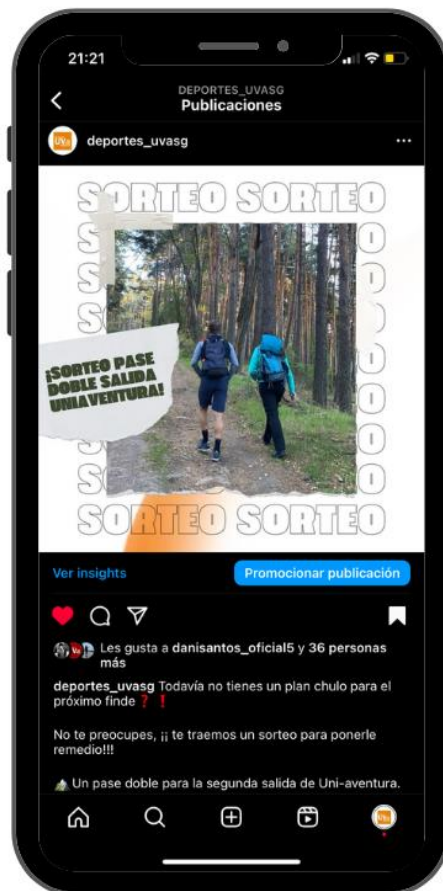 21:21
DEPORTES_UVASG
Publicaciones
deportes_uvasg
SORTEO SORTEO
S O
S O
S O
¡SORTEO PASE
DOBLE SALIDA
UNIAVENTURA!
O
O
S O
S O
SORTEO SORTEO
Ver insights
Promocionar publicación
Les gusta a danisantos_oficial5 y 36 personas
más
deportes_uvasg Todavía no tienes un plan chulo para el
próximo finde ❓❗
No te preocupes, ¡¡ te traemos un sorteo para ponerle
remedio!!!
Un pase doble para la segunda salida de Uni-aventura.